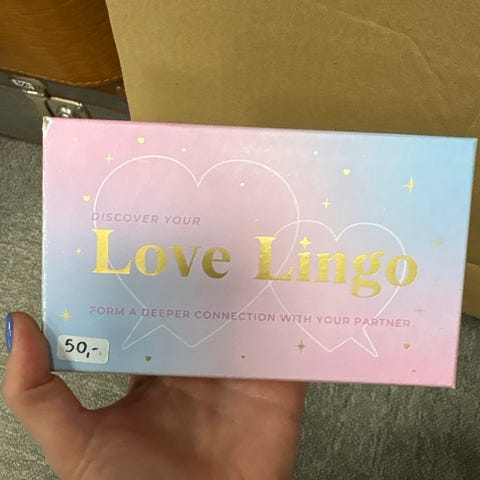 DISCOVER YOUR
Love Lingo
FORM A DEEPER CONNECTION WITH YOUR PARTNER
50,-